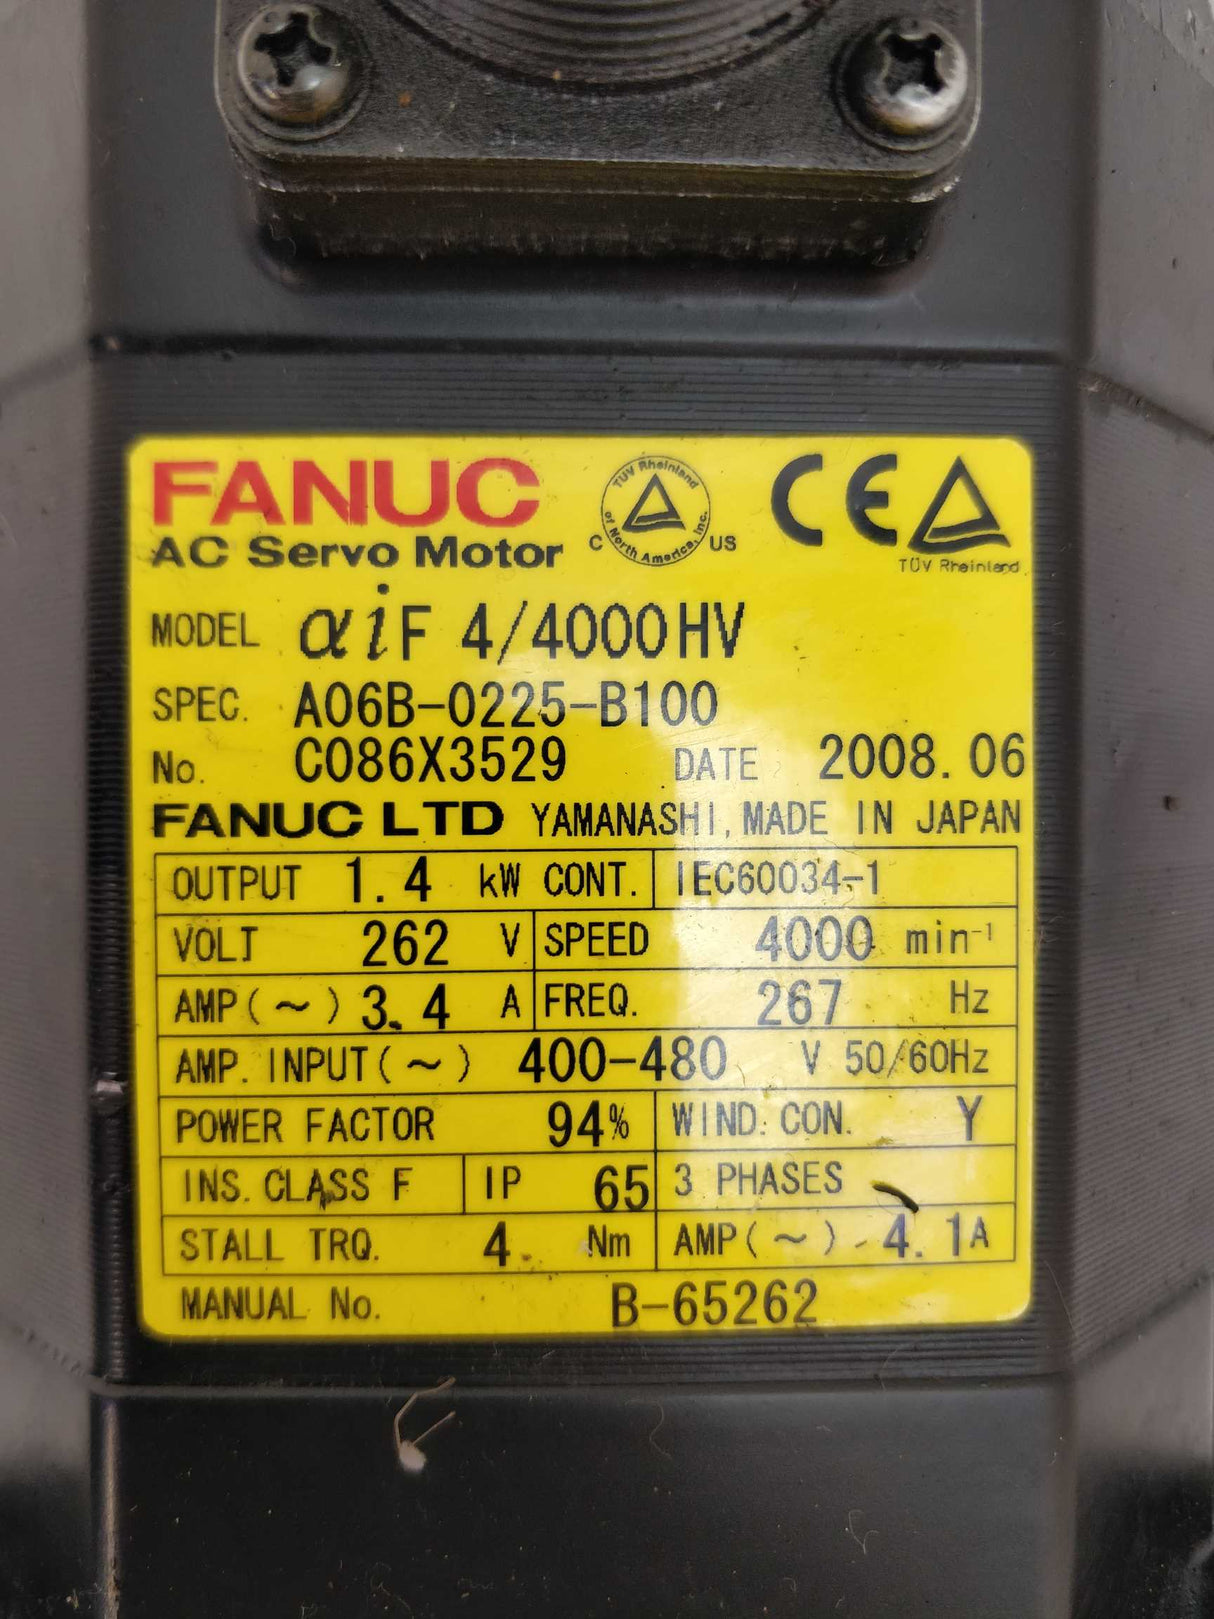 FANUC
AC Servo Motor
TÜV Rheinland of North America, Inc.
C US
CE
TÜV Rheinland
MODEL αiF 4/4000HV
SPEC. A06B-0225-B100
No. C086X3529 DATE 2008.06
FANUC LTD YAMANASHI, MADE IN JAPAN
OUTPUT 1.4 kW CONT. IEC60034-1
VOLT 262 V SPEED 4000 min-1
AMP(~) 3.4 A FREQ. 267 Hz
AMP. INPUT(~) 400-480 V 50/60Hz
POWER FACTOR 94% WIND. CON. Y
INS. CLASS F IP 65 3 PHASES
STALL TRQ. 4. Nm AMP(~) 4.1A
MANUAL No. B-65262